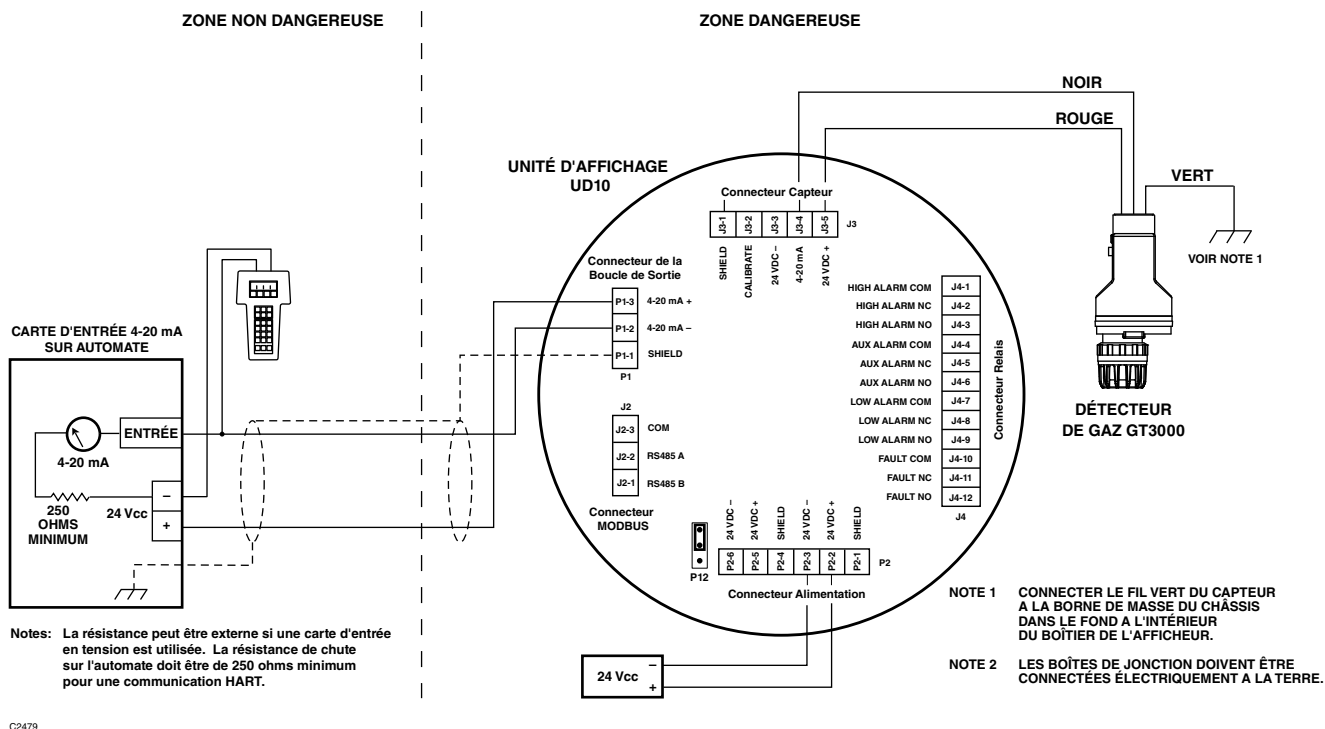 ZONE NON DANGEREUSE
ZONE DANGEREUSE
NOIR
ROUGE
VERT
VOIR NOTE 1
UNITÉ D'AFFICHAGE
UD10
Connecteur Capteur
J3-1
J3-2
J3-3
J3-4
J3-5
J3
SHIELD
CALIBRATE
24 VDC –
4-20 mA
24 VDC +
Connecteur de la
Boucle de Sortie
P1-3 4-20 mA +
P1-2 4-20 mA –
P1-1 SHIELD
P1
J2
J2-3 COM
J2-2 RS485 A
J2-1 RS485 B
Connecteur
MODBUS
HIGH ALARM COM J4-1
HIGH ALARM NC J4-2
HIGH ALARM NO J4-3
AUX ALARM COM J4-4
AUX ALARM NC J4-5
AUX ALARM NO J4-6
LOW ALARM COM J4-7
LOW ALARM NC J4-8
LOW ALARM NO J4-9
FAULT COM J4-10
FAULT NC J4-11
FAULT NO J4-12
J4
Connecteur Relais
DÉTECTEUR
DE GAZ GT3000
CARTE D'ENTRÉE 4-20 mA
SUR AUTOMATE
ENTRÉE
4-20 mA
250
OHMS
MINIMUM
24 Vcc
–
+
24 VDC –
24 VDC +
SHIELD
24 VDC –
24 VDC +
SHIELD
P2-6
P2-5
P2-4
P2-3
P2-2
P2-1
P2
P12
Connecteur Alimentation
24 Vcc
–
+
NOTE 1 CONNECTER LE FIL VERT DU CAPTEUR
A LA BORNE DE MASSE DU CHÂSSIS
DANS LE FOND A L'INTÉRIEUR
DU BOÎTIER DE L'AFFICHEUR.
NOTE 2 LES BOÎTES DE JONCTION DOIVENT ÊTRE
CONNECTÉES ÉLECTRIQUEMENT A LA TERRE.
Notes: La résistance peut être externe si une carte d'entrée
en tension est utilisée. La résistance de chute
sur l'automate doit être de 250 ohms minimum
pour une communication HART.
C2479